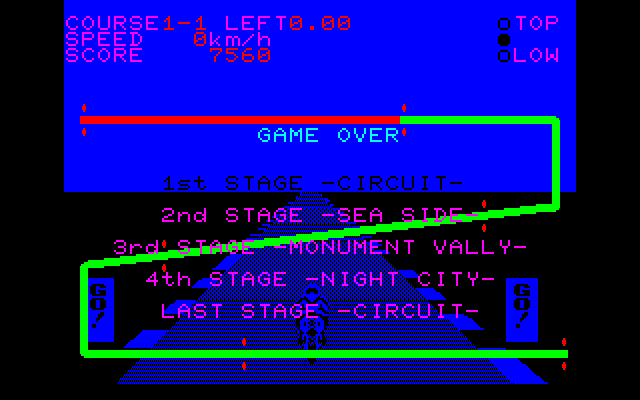 COURSE1-1 LEFT0.00
TOP
SPEED 0km/h
SCORE 7560
LOW
GAME OVER
1st STAGE -CIRCUIT-
2nd STAGE -SEA SIDE-
3rd STAGE -MONUMENT VALLY-
4th STAGE -NIGHT CITY-
LAST STAGE -CIRCUIT-
GO!
GO!